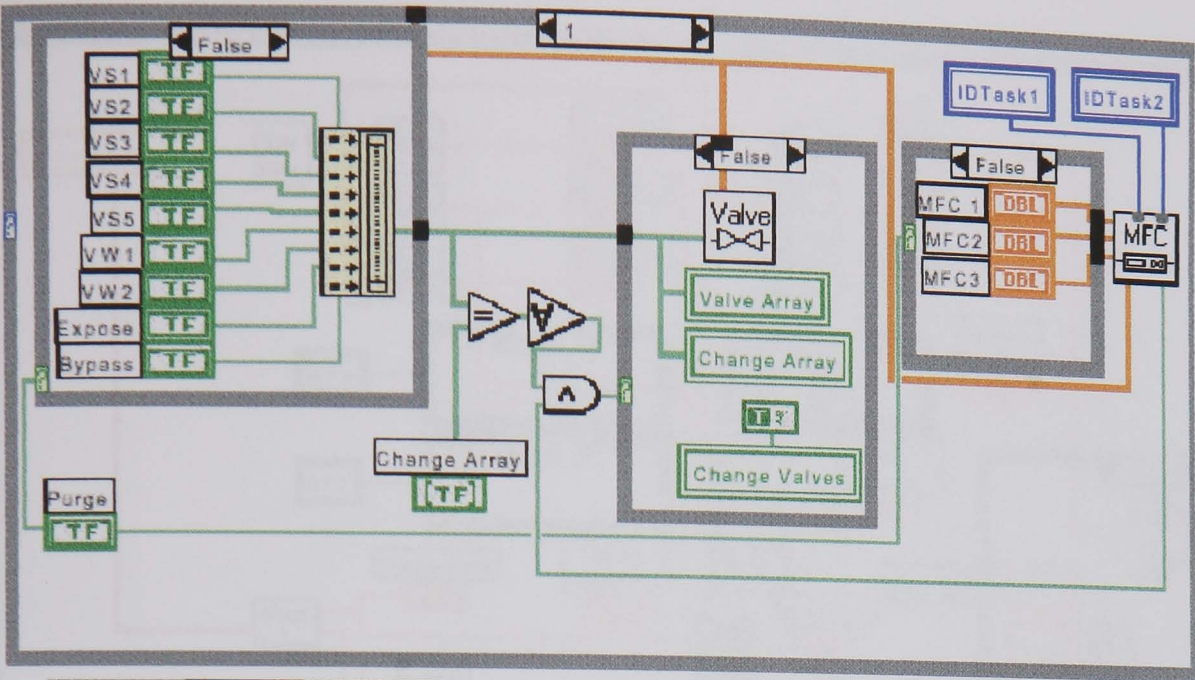 1
False
VS1 TF
VS2 TF
VS3 TF
VS4 TF
VS5 TF
VW1 TF
VW2 TF
Expose TF
Bypass TF
IDTask1 IDTask2
False
Valve
False
MFC 1 DBL
MFC2 DBL
MFC3 DBL
MFC
Valve Array
Change Array
= ∀
∧
T
Change Valves
Change Array
[TF]
Purge
TF